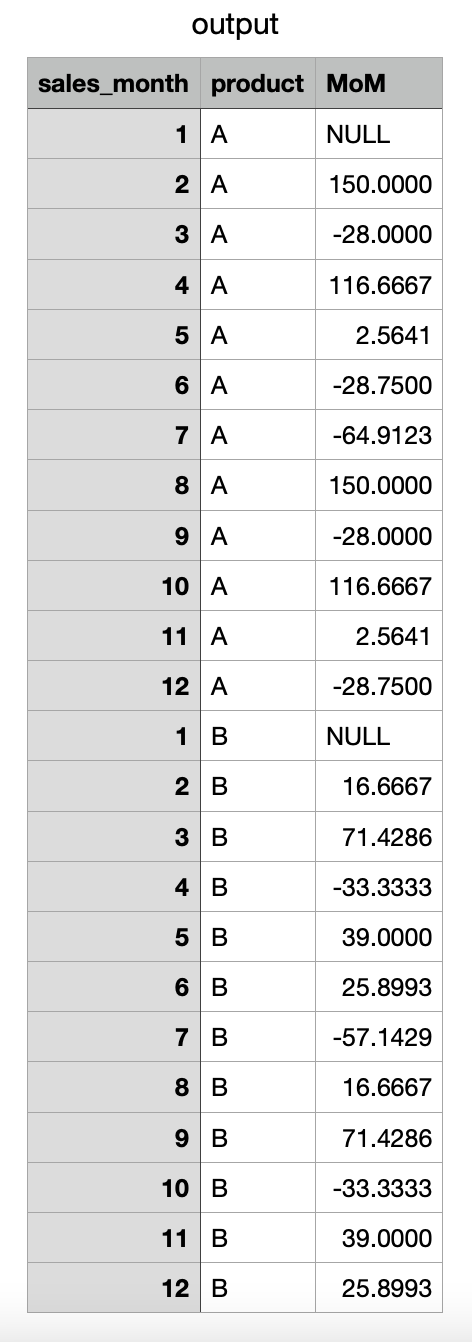 output
sales_month product MoM
1 A NULL
2 A 150.0000
3 A -28.0000
4 A 116.6667
5 A 2.5641
6 A -28.7500
7 A -64.9123
8 A 150.0000
9 A -28.0000
10 A 116.6667
11 A 2.5641
12 A -28.7500
1 B NULL
2 B 16.6667
3 B 71.4286
4 B -33.3333
5 B 39.0000
6 B 25.8993
7 B -57.1429
8 B 16.6667
9 B 71.4286
10 B -33.3333
11 B 39.0000
12 B 25.8993